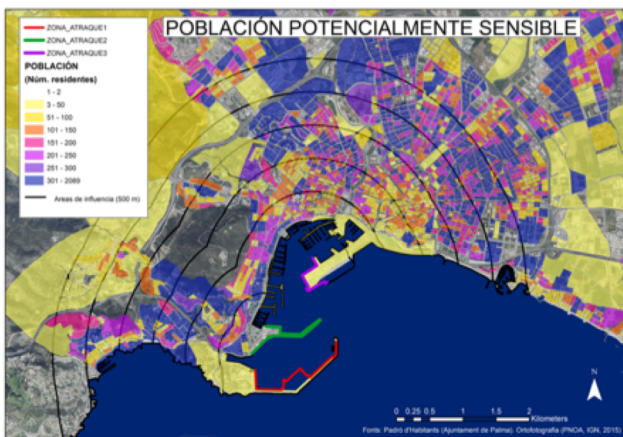 POBLACIÓN POTENCIALMENTE SENSIBLE
ZONA_ATRAQUE1
ZONA_ATRAQUE2
ZONA_ATRAQUE3
POBLACIÓN
(Núm. residentes)
1 - 2
3 - 50
51 - 100
101 - 150
151 - 200
201 - 250
251 - 300
301 - 2089
Areas de influencia (500 m)
N
0 0.25 0.5 1 1.5 2
Kilometers
Fonts: Padró d'Habitants (Ajuntament de Palma). Ortofotografia (PNOA, IGN, 2015)